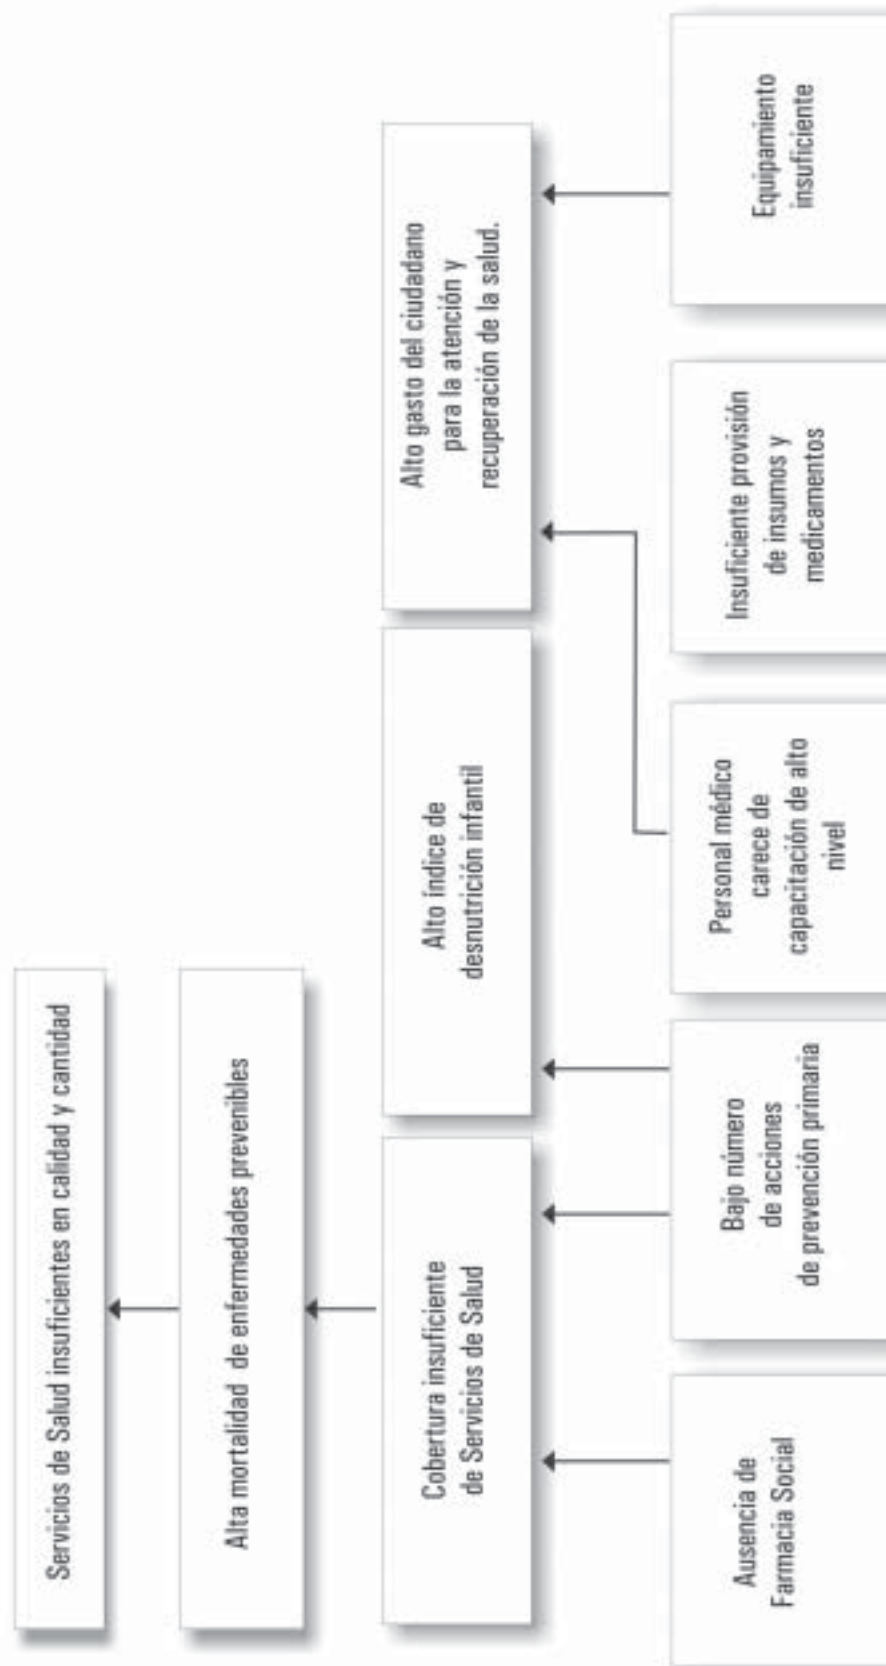 Servicios de Salud insuficientes en calidad y cantidad
Alta mortalidad de enfermedades prevenibles
Cobertura insuficiente
de Servicios de Salud
Alto índice de
desnutrición infantil
Alto gasto del ciudadano
para la atención y
recuperación de la salud.
Ausencia de
Farmacia Social
Bajo número
de acciones
de prevención primaria
Personal médico
carece de
capacitación de alto
nivel
Insuficiente provisión
de insumos y
medicamentos
Equipamiento
insuficiente